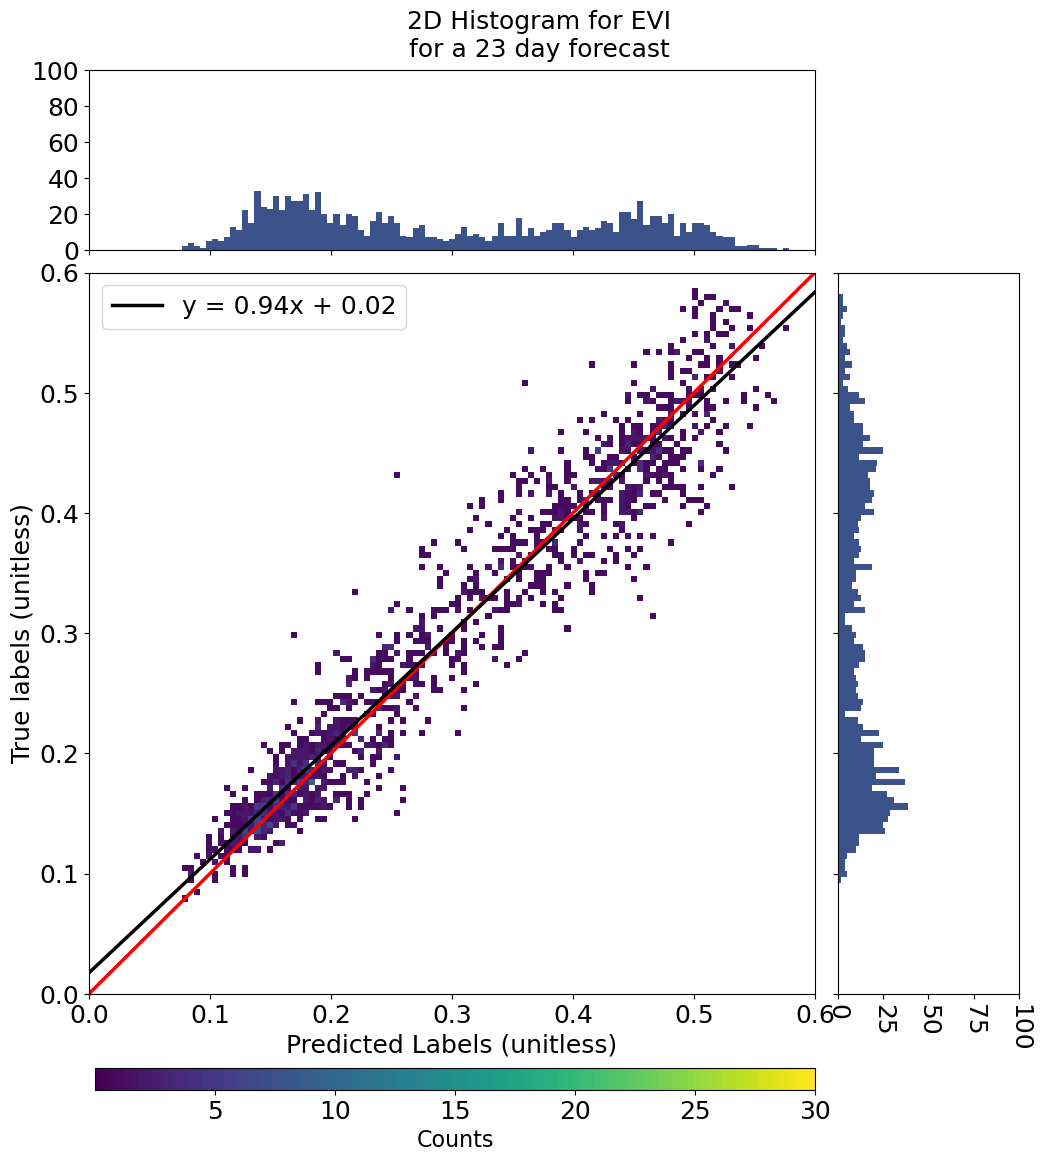 2D Histogram for EVI
for a 23 day forecast
100
80
60
40
20
0
0.6
0.5
0.4
0.3
0.2
0.1
0.0
y = 0.94x + 0.02
True labels (unitless)
0.0 0.1 0.2 0.3 0.4 0.5 0.6
Predicted Labels (unitless)
0 25 50 75 100
5 10 15 20 25 30
Counts